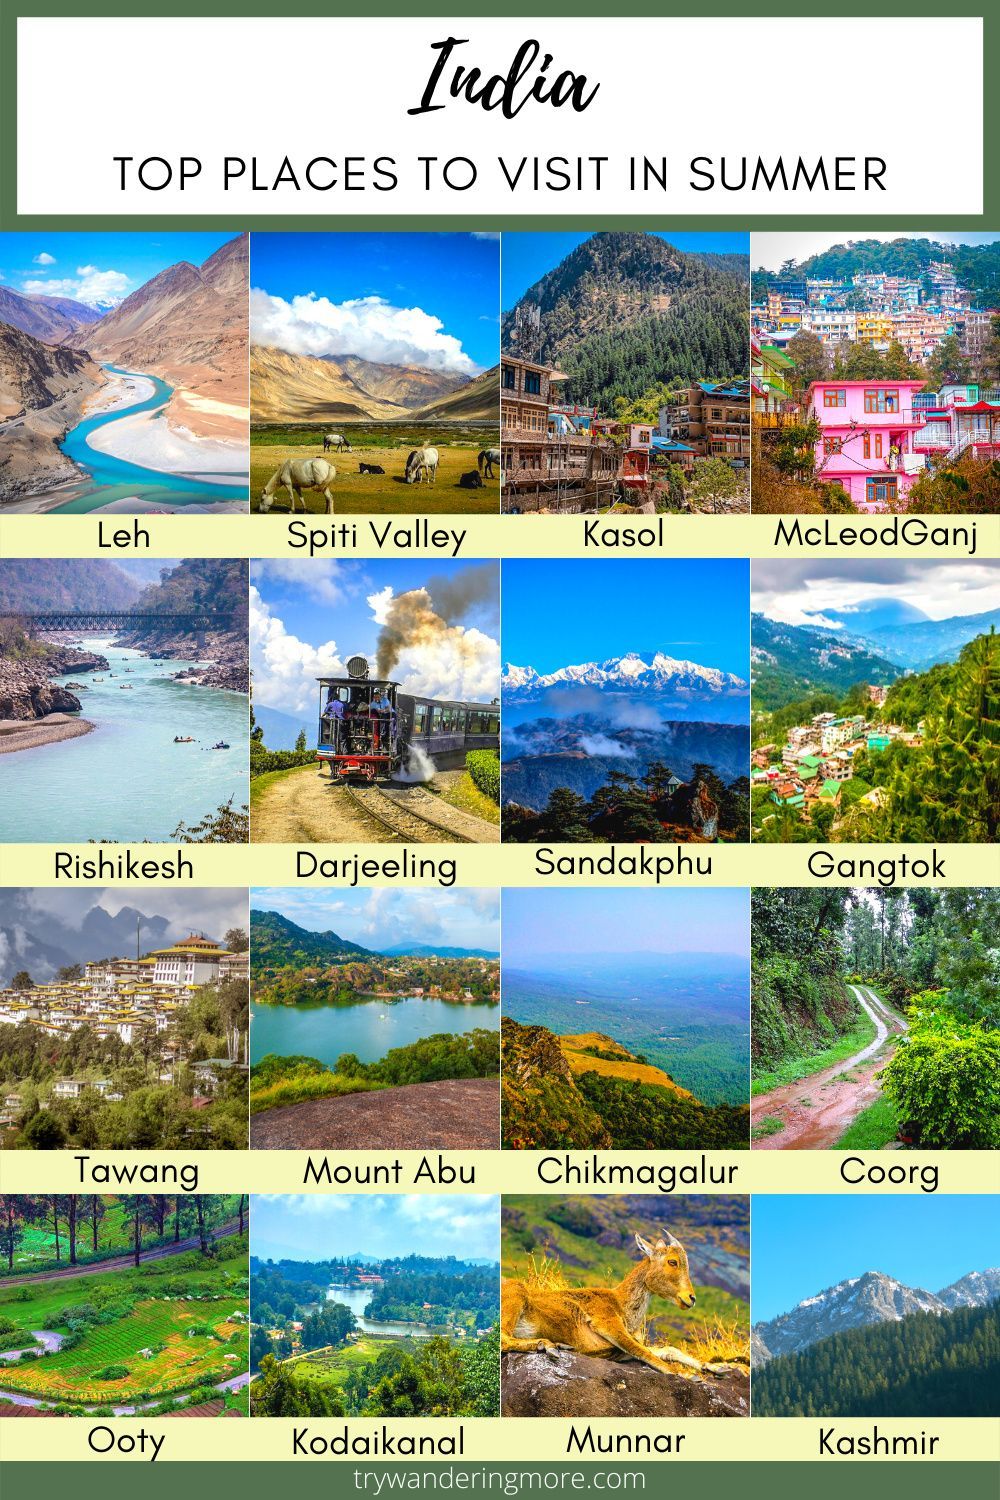 India
TOP PLACES TO VISIT IN SUMMER
Leh
Spiti Valley
Kasol
McLeodGanj
Rishikesh
Darjeeling
Sandakphu
Gangtok
Tawang
Mount Abu
Chikmagalur
Coorg
Ooty
Kodaikanal
Munnar
Kashmir
trywanderingmore.com